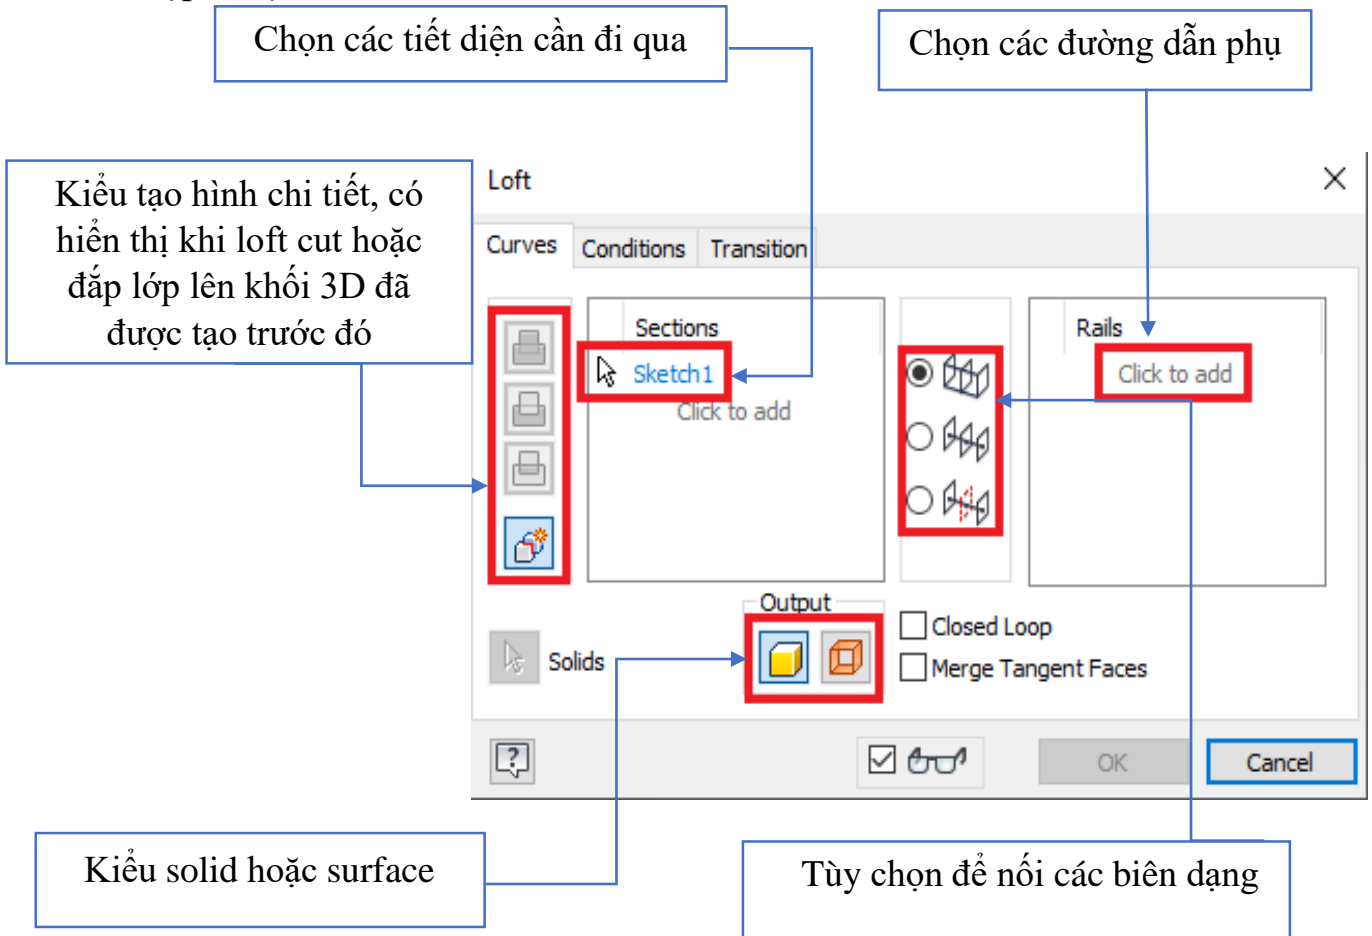 Chọn các tiết diện cần đi qua
Chọn các đường dẫn phụ
Kiểu tạo hình chi tiết, có
hiển thị khi loft cut hoặc
đắp lớp lên khối 3D đã
được tạo trước đó
Loft
Curves
Conditions
Transition
Sections
Sketch1
Click to add
Rails
Click to add
Output
Solids
Closed Loop
Merge Tangent Faces
OK
Cancel
Kiểu solid hoặc surface
Tùy chọn để nối các biên dạng